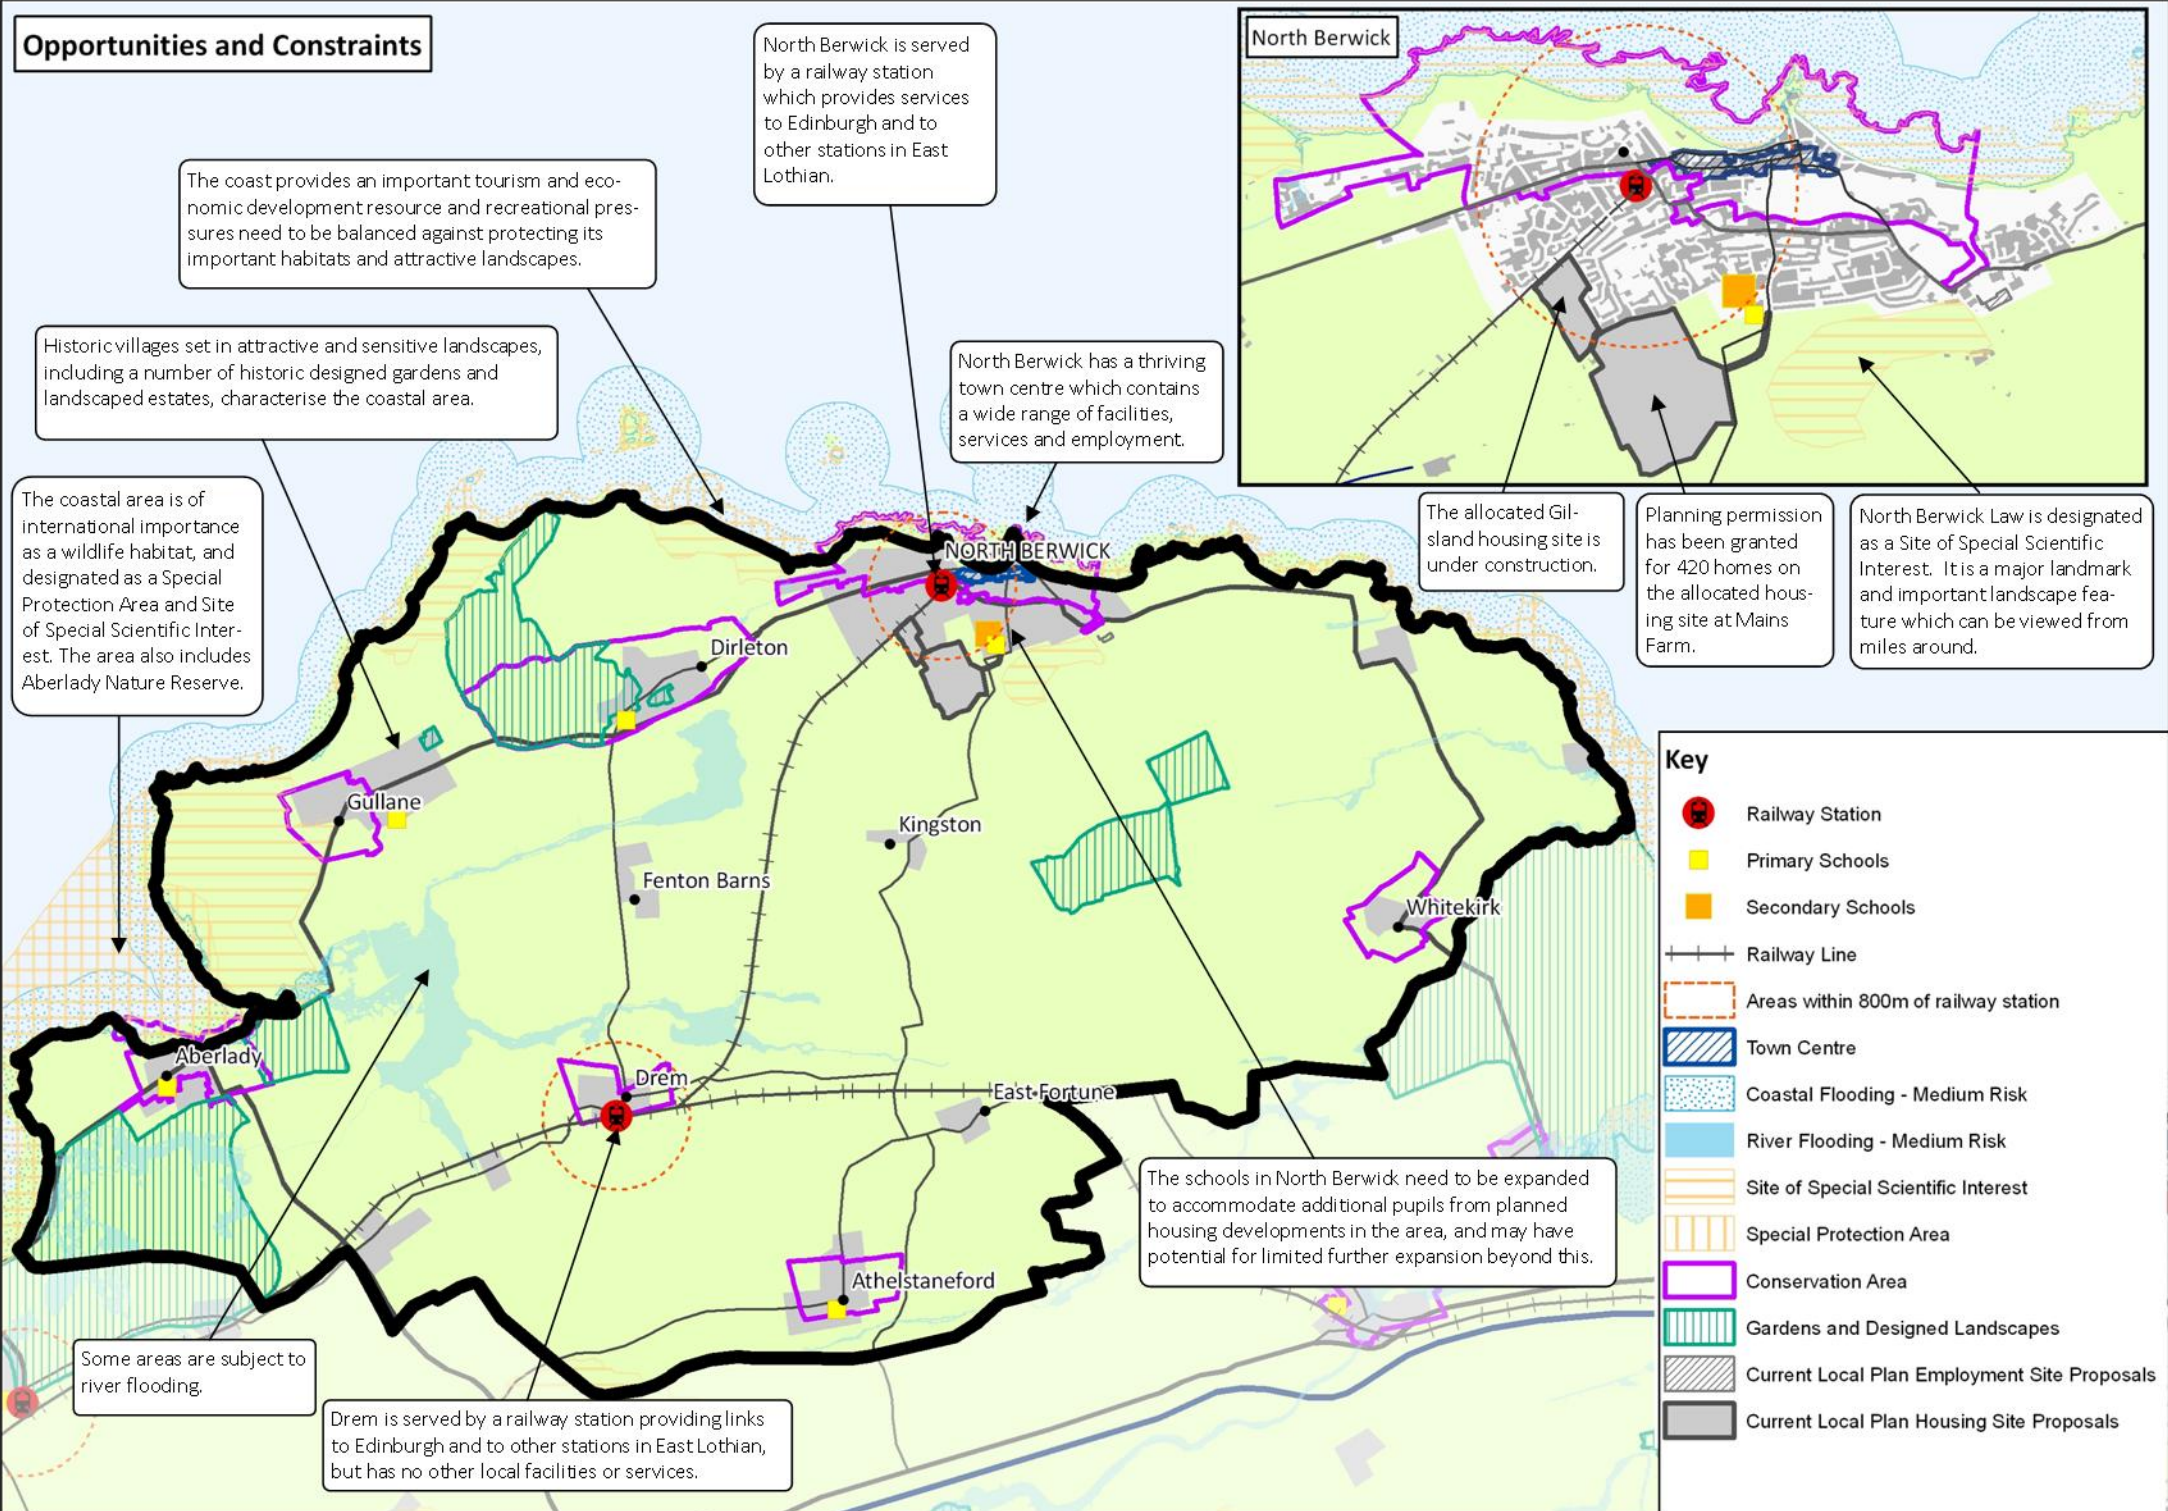 Opportunities and Constraints
North Berwick is served
by a railway station
which provides services
to Edinburgh and to
other stations in East
Lothian.
North Berwick
The coast provides an important tourism and eco-
nomic development resource and recreational pres-
sures need to be balanced against protecting its
important habitats and attractive landscapes.
Historic villages set in attractive and sensitive landscapes,
including a number of historic designed gardens and
landscaped estates, characterise the coastal area.
North Berwick has a thriving
town centre which contains
a wide range of facilities,
services and employment.
The coastal area is of
international importance
as a wildlife habitat, and
designated as a Special
Protection Area and Site
of Special Scientific Inter-
est. The area also includes
Aberlady Nature Reserve.
The allocated Gil-
sland housing site is
under construction.
Planning permission
has been granted
for 420 homes on
the allocated hous-
ing site at Mains
Farm.
North Berwick Law is designated
as a Site of Special Scientific
Interest. It is a major landmark
and important landscape fea-
ture which can be viewed from
miles around.
NORTH BERWICK
Dirleton
Gullane
Kingston
Fenton Barns
Whitekirk
Aberlady
Drem
East Fortune
Athelstaneford
The schools in North Berwick need to be expanded
to accommodate additional pupils from planned
housing developments in the area, and may have
potential for limited further expansion beyond this.
Some areas are subject to
river flooding.
Drem is served by a railway station providing links
to Edinburgh and to other stations in East Lothian,
but has no other local facilities or services.
Key
Railway Station
Primary Schools
Secondary Schools
Railway Line
Areas within 800m of railway station
Town Centre
Coastal Flooding - Medium Risk
River Flooding - Medium Risk
Site of Special Scientific Interest
Special Protection Area
Conservation Area
Gardens and Designed Landscapes
Current Local Plan Employment Site Proposals
Current Local Plan Housing Site Proposals